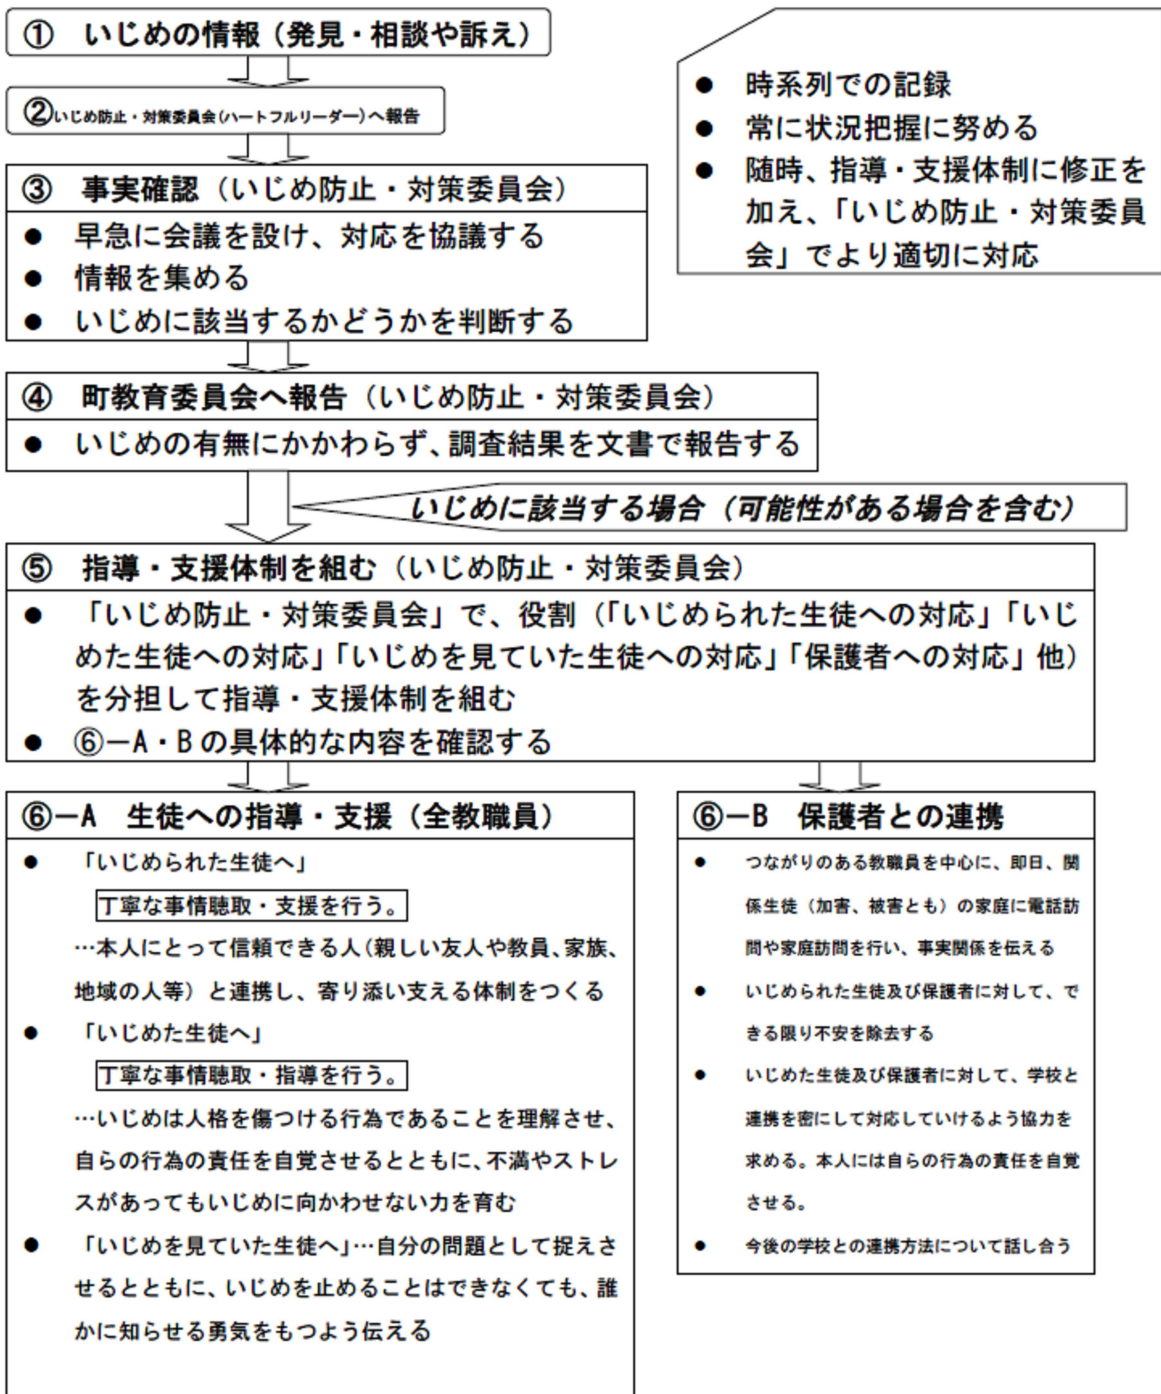 ① いじめの情報（発見・相談や訴え）
②いじめ防止・対策委員会(ハートフルリーダー)へ報告
● 時系列での記録
● 常に状況把握に努める
● 随時、指導・支援体制に修正を
加え、「いじめ防止・対策委員
会」でより適切に対応
③ 事実確認（いじめ防止・対策委員会）
● 早急に会議を設け、対応を協議する
● 情報を集める
● いじめに該当するかどうかを判断する
④ 町教育委員会へ報告（いじめ防止・対策委員会）
● いじめの有無にかかわらず、調査結果を文書で報告する
いじめに該当する場合（可能性がある場合を含む）
⑤ 指導・支援体制を組む（いじめ防止・対策委員会）
● 「いじめ防止・対策委員会」で、役割（「いじめられた生徒への対応」「いじ
めた生徒への対応」「いじめを見ていた生徒への対応」「保護者への対応」他）
を分担して指導・支援体制を組む
● ⑥－A・Bの具体的な内容を確認する
⑥－A 生徒への指導・支援（全教職員）
● 「いじめられた生徒へ」
丁寧な事情聴取・支援を行う。
…本人にとって信頼できる人（親しい友人や教員、家族、
地域の人等）と連携し、寄り添い支える体制をつくる
● 「いじめた生徒へ」
丁寧な事情聴取・指導を行う。
…いじめは人格を傷つける行為であることを理解させ、
自らの行為の責任を自覚させるとともに、不満やストレ
スがあってもいじめに向かわせない力を育む
● 「いじめを見ていた生徒へ」…自分の問題として捉えさ
せるとともに、いじめを止めることはできなくても、誰
かに知らせる勇気をもつよう伝える
⑥－B 保護者との連携
● つながりのある教職員を中心に、即日、関
係生徒（加害、被害とも）の家庭に電話訪
問や家庭訪問を行い、事実関係を伝える
● いじめられた生徒及び保護者に対して、で
きる限り不安を除去する
● いじめた生徒及び保護者に対して、学校と
連携を密にして対応していけるよう協力を
求める。本人には自らの行為の責任を自覚
させる。
● 今後の学校との連携方法について話し合う